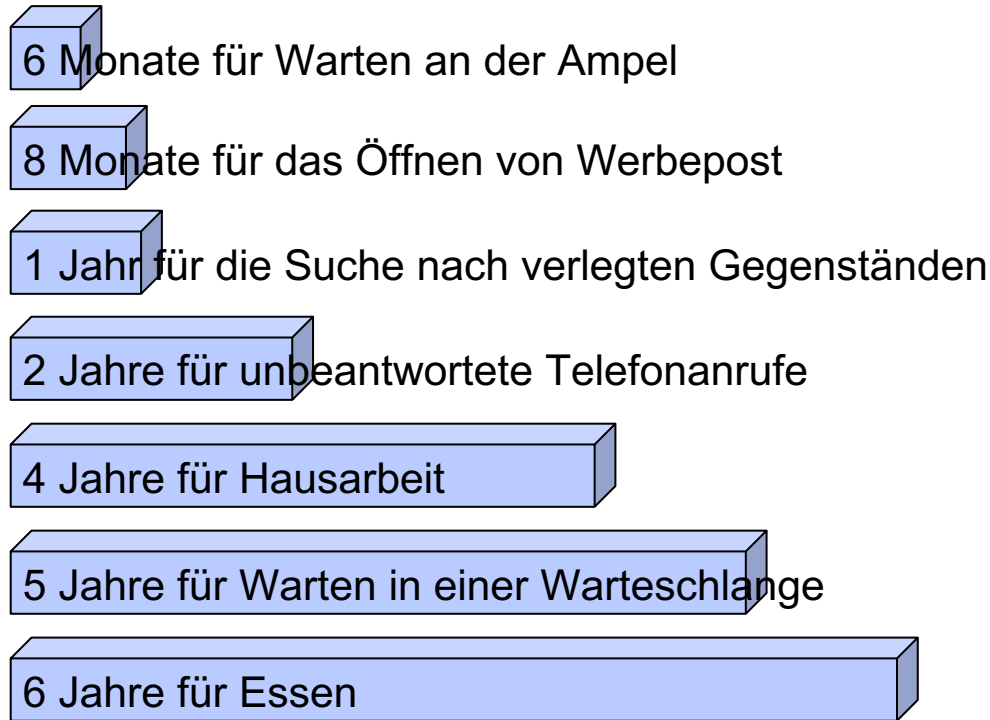 6 Monate für Warten an der Ampel
8 Monate für das Öffnen von Werbepost
1 Jahr für die Suche nach verlegten Gegenständen
2 Jahre für unbeantwortete Telefonanrufe
4 Jahre für Hausarbeit
5 Jahre für Warten in einer Warteschlange
6 Jahre für Essen